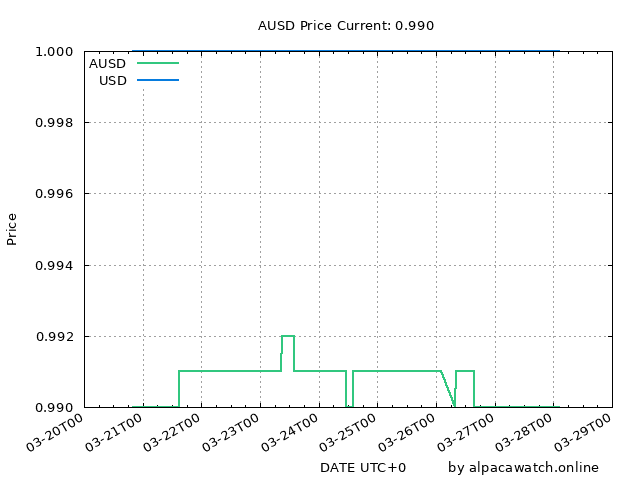 AUSD Price Current: 0.990
1.000
AUSD
USD
0.998
0.996
Price
0.994
0.992
0.990
03-20T00
03-21T00
03-22T00
03-23T00
03-24T00
03-25T00
03-26T00
03-27T00
03-28T00
03-29T00
DATE UTC+0
by alpacawatch.online